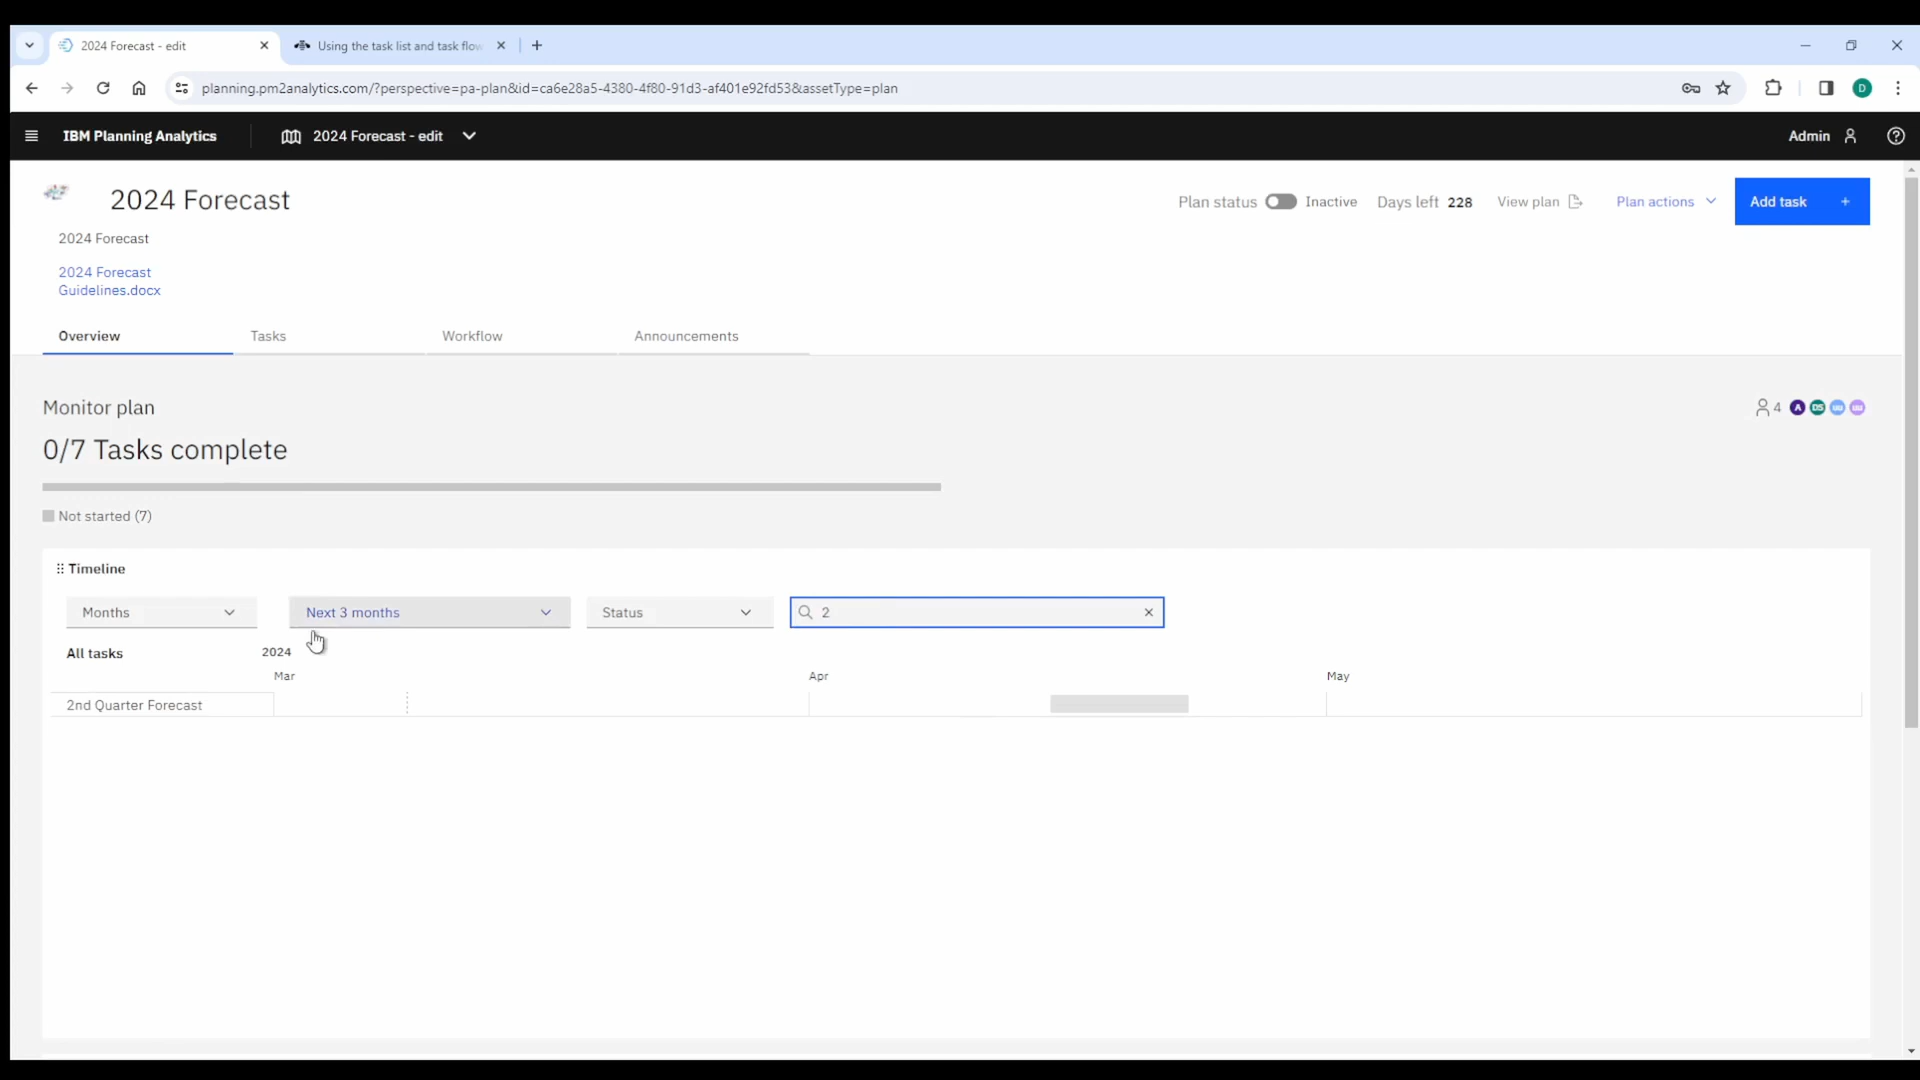 2024 Forecast - edit
Using the task list and task flow
planning.pm2analytics.com/?perspective=pa-plan&id=ca6e28a5-4380-4f80-91d3-af401e92fd53&assetType=plan
D
IBM Planning Analytics
2024 Forecast - edit
Admin
2024 Forecast
Plan status Inactive Days left 228 View plan Plan actions Add task +
2024 Forecast
2024 Forecast
Guidelines.docx
Overview Tasks Workflow Announcements
Monitor plan
4 A DS
0/7 Tasks complete
Not started (7)
Timeline
Months Next 3 months Status 2
All tasks 2024
Mar Apr May
2nd Quarter Forecast